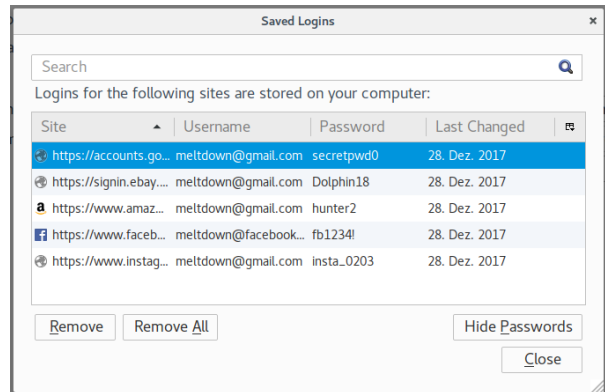 Saved Logins
Search
Logins for the following sites are stored on your computer:
Site Username Password Last Changed
https://accounts.go... meltdown@gmail.com secretpwd0 28. Dez. 2017
https://signin.ebay.... meltdown@gmail.com Dolphin18 28. Dez. 2017
https://www.amaz... meltdown@gmail.com hunter2 28. Dez. 2017
https://www.faceb... meltdown@facebook... fb1234! 28. Dez. 2017
https://www.instag... meltdown@gmail.com insta_0203 28. Dez. 2017
Remove Remove All Hide Passwords
Close